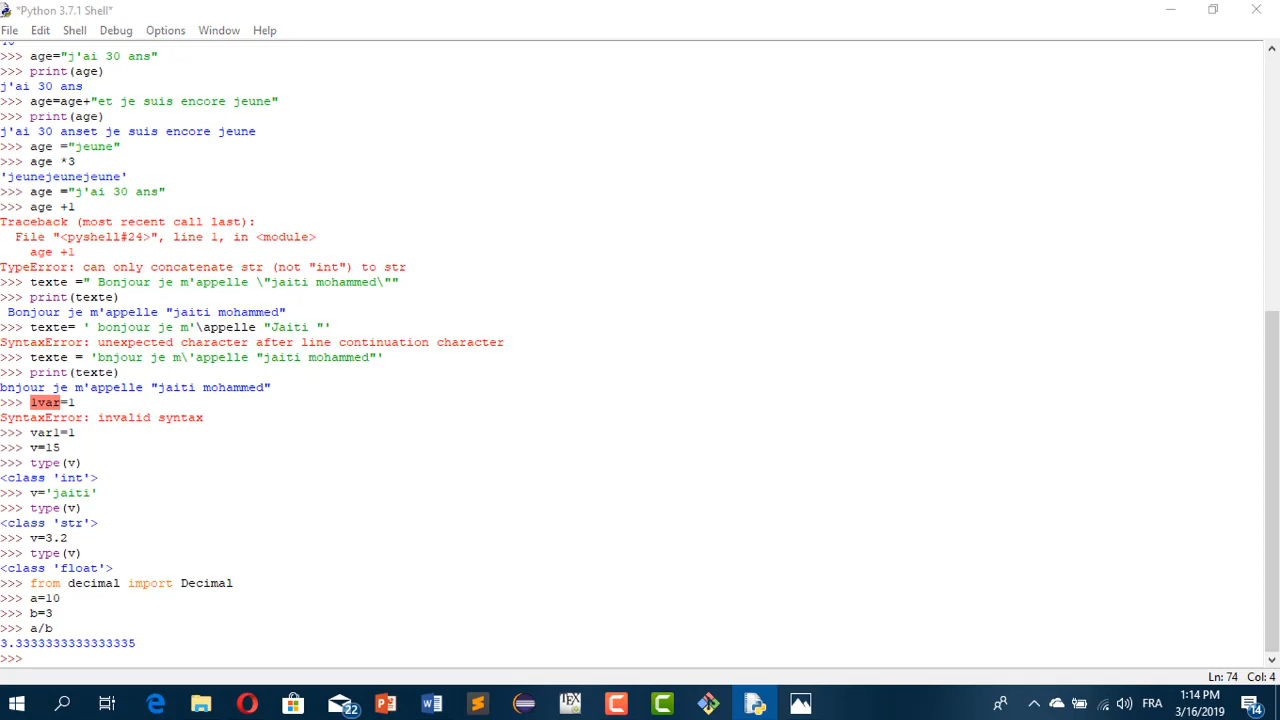 *Python 3.7.1 Shell*
File Edit Shell Debug Options Window Help
>>> age="j'ai 30 ans"
>>> print(age)
j'ai 30 ans
>>> age=age+"et je suis encore jeune"
>>> print(age)
j'ai 30 anset je suis encore jeune
>>> age ="jeune"
>>> age *3
'jeunejeunejeune'
>>> age ="j'ai 30 ans"
>>> age +1
Traceback (most recent call last):
  File "<pyshell#24>", line 1, in <module>
    age +1
TypeError: can only concatenate str (not "int") to str
>>> texte =" Bonjour je m'appelle \"jaiti mohammed\""
>>> print(texte)
 Bonjour je m'appelle "jaiti mohammed"
>>> texte= ' bonjour je m'\appelle "Jaiti "'
SyntaxError: unexpected character after line continuation character
>>> texte = 'bnjour je m\'appelle "jaiti mohammed"'
>>> print(texte)
bnjour je m'appelle "jaiti mohammed"
>>> 1var=1
SyntaxError: invalid syntax
>>> var1=1
>>> v=15
>>> type(v)
<class 'int'>
>>> v='jaiti'
>>> type(v)
<class 'str'>
>>> v=3.2
>>> type(v)
<class 'float'>
>>> from decimal import Decimal
>>> a=10
>>> b=3
>>> a/b
3.3333333333333335
>>>
Ln: 74 Col: 4
22
FRA
1:14 PM
3/16/2019
14